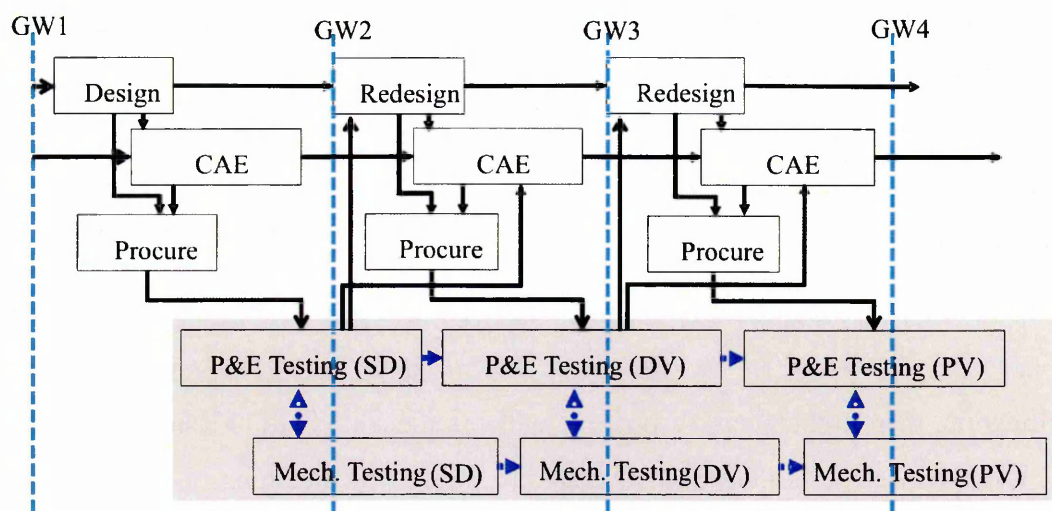 GW1
GW2
GW3
GW4
Design
Redesign
Redesign
CAE
CAE
CAE
Procure
Procure
Procure
P&E Testing (SD)
P&E Testing (DV)
P&E Testing (PV)
Mech. Testing (SD)
Mech. Testing (DV)
Mech. Testing(PV)